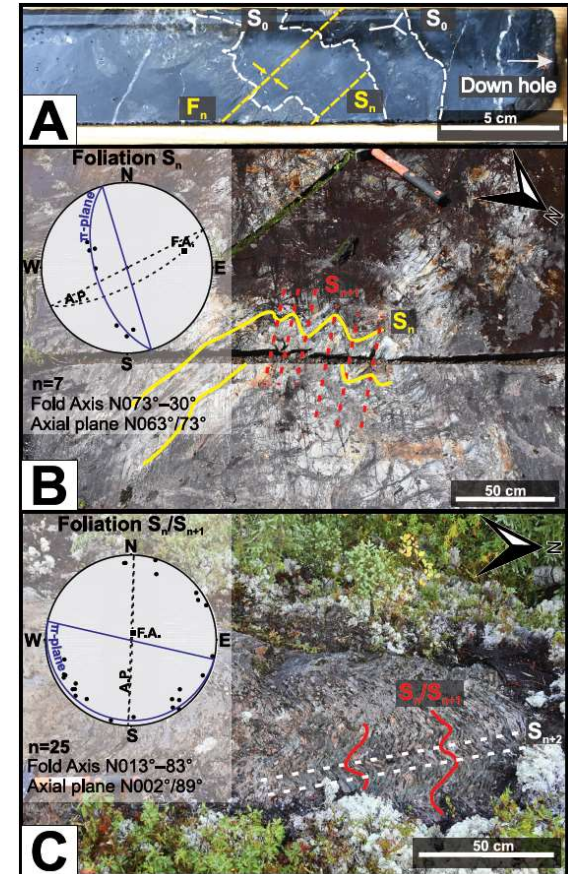 S0
S0
Fn
Sn
Down hole
5 cm
A
Foliation Sn
N
π-plane
F.A.
W
E
A.P.
S
N
Sn+1
Sn
n=7
Fold Axis N073°–30°
Axial plane N063°/73°
50 cm
B
Foliation Sn/Sn+1
N
N
W
F.A.
E
π-plane
A.P.
S
Sn/Sn+1
Sn+2
n=25
Fold Axis N013°–83°
Axial plane N002°/89°
50 cm
C